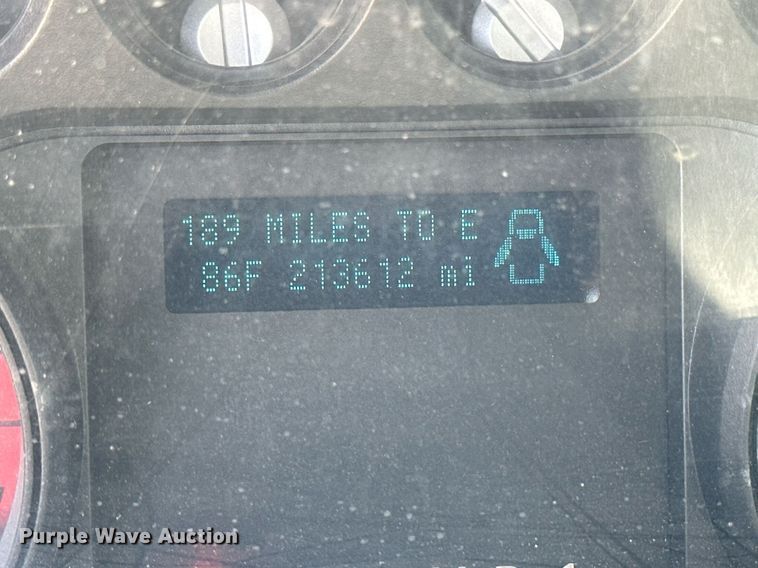 189 MILES TO E
86F 213612 mi
Purple Wave Auction®